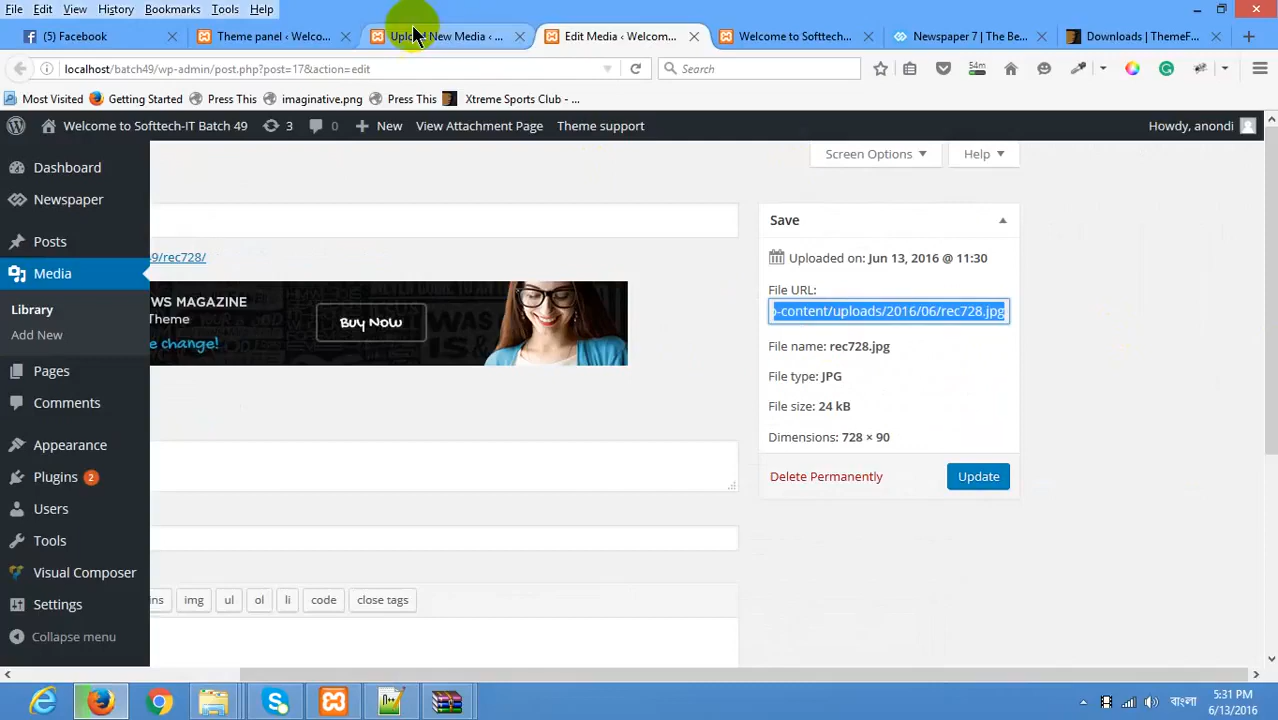 File Edit View History Bookmarks Tools Help
(5) Facebook
Theme panel ‹ Welco...
New Media ‹ ...
Edit Media ‹ Welcom...
Welcome to Softtech...
Newspaper 7 | The Be...
Downloads | ThemeF...
localhost/batch49/wp-admin/post.php?post=17&action=edit
Search
54m
Most Visited Getting Started Press This imaginative.png Press This Xtreme Sports Club - ...
Welcome to Softtech-IT Batch 49 3 0 New View Attachment Page Theme support Howdy, anondi
Screen Options Help
Dashboard
Newspaper
Posts
Media
Library
Add New
Pages
Comments
Appearance
Plugins 2
Users
Tools
Visual Composer
Settings
Collapse menu
9/rec728/
WS MAGAZINE
Theme
e change!
Buy Now
img ul ol li code close tags
Save
Uploaded on: Jun 13, 2016 @ 11:30
File URL:
-content/uploads/2016/06/rec728.jpg
File name: rec728.jpg
File type: JPG
File size: 24 kB
Dimensions: 728 × 90
Delete Permanently Update
বাংলা
5:31 PM
6/13/2016